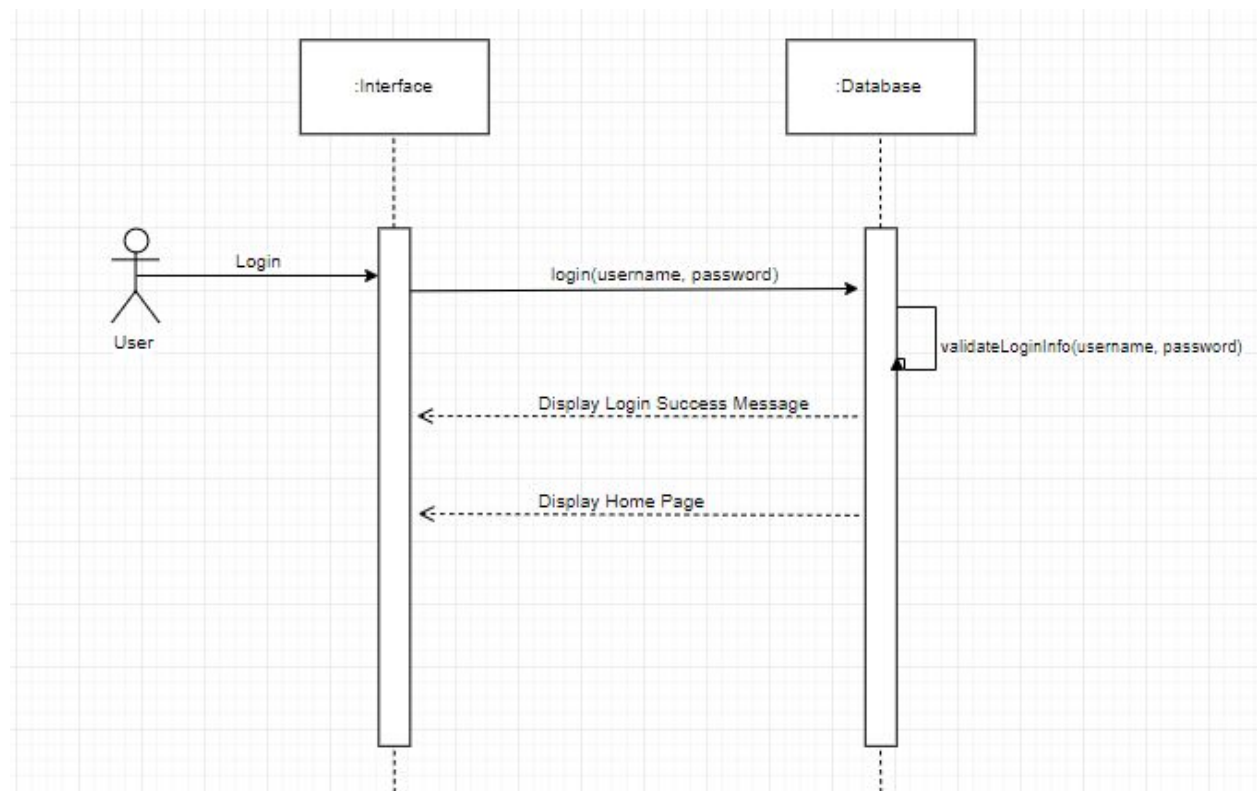 :Interface
:Database
Login
login(username, password)
User
validateLoginInfo(username, password)
Display Login Success Message
Display Home Page